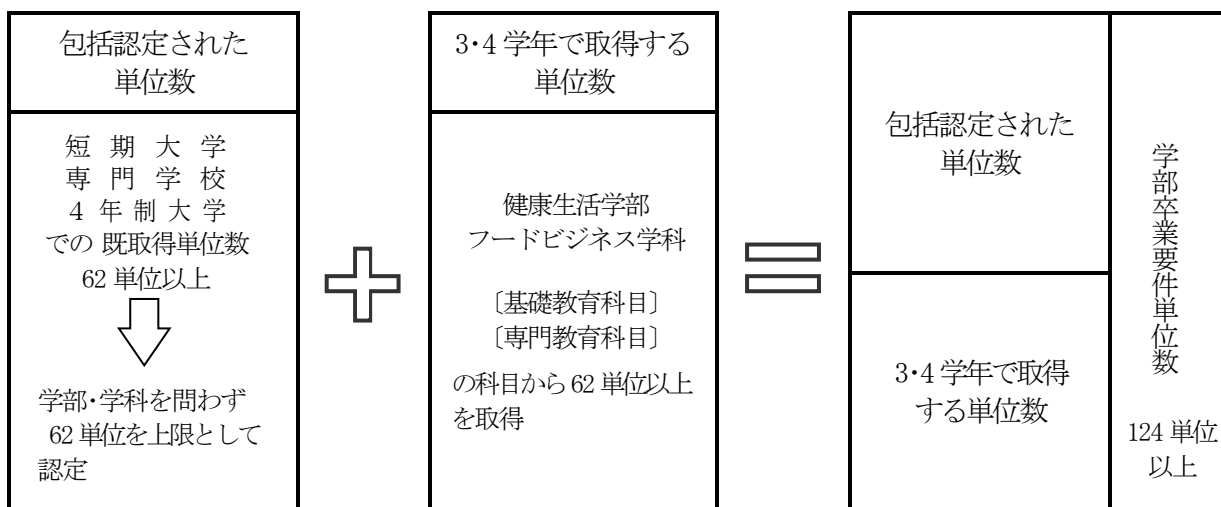 包括認定された
単位数
短期大学
専門学校
4年制大学
での 既取得単位数
62単位以上
学部・学科を問わず
62単位を上限として
認定
3・4学年で取得する
単位数
健康生活学部
フードビジネス学科
〔基礎教育科目〕
〔専門教育科目〕
の科目から62単位以上
を取得
包括認定された
単位数
3・4学年で取得
する単位数
学部卒業要件単位数
124単位
以上